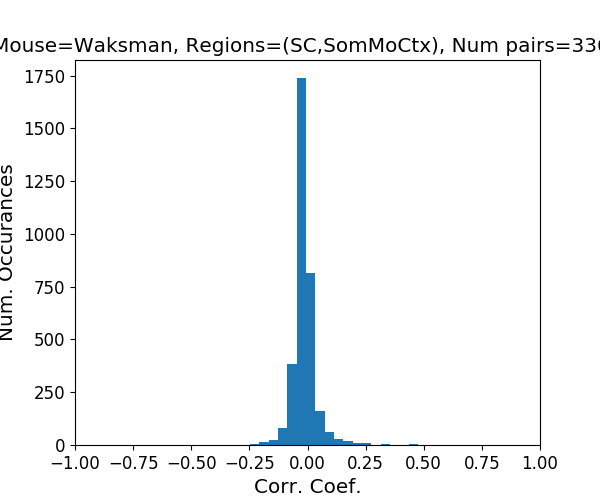 Mouse=Waksman, Regions=(SC,SomMoCtx), Num pairs=336
Num. Occurances
1750
1500
1250
1000
750
500
250
0
−1.00 −0.75 −0.50 −0.25 0.00 0.25 0.50 0.75 1.00
Corr. Coef.